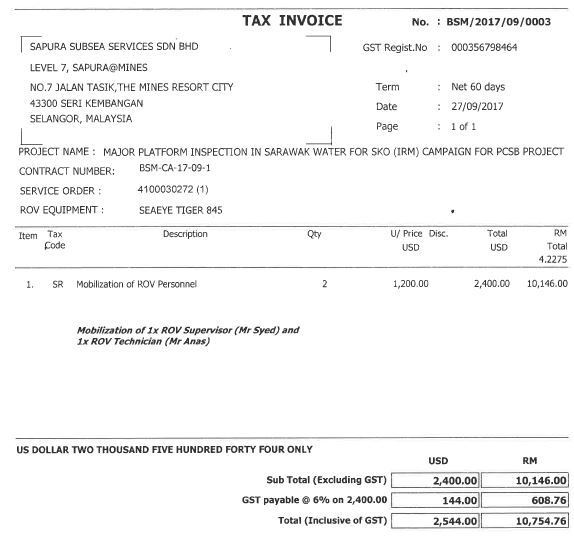 TAX INVOICE
No. : BSM/2017/09/0003
SAPURA SUBSEA SERVICES SDN BHD
GST Regist.No : 000356798464
LEVEL 7, SAPURA@MINES
NO.7 JALAN TASIK,THE MINES RESORT CITY
Term : Net 60 days
43300 SERI KEMBANGAN
Date : 27/09/2017
SELANGOR, MALAYSIA
Page : 1 of 1
PROJECT NAME : MAJOR PLATFORM INSPECTION IN SARAWAK WATER FOR SKO (IRM) CAMPAIGN FOR PCSB PROJECT
CONTRACT NUMBER: BSM-CA-17-09-1
SERVICE ORDER : 4100030272 (1)
ROV EQUIPMENT : SEAEYE TIGER 845
Item Tax Description Qty U/ Price Disc. Total RM
Code USD USD Total
4.2275
1. SR Mobilization of ROV Personnel 2 1,200.00 2,400.00 10,146.00
Mobilization of 1x ROV Supervisor (Mr Syed) and
1x ROV Technician (Mr Anas)
US DOLLAR TWO THOUSAND FIVE HUNDRED FORTY FOUR ONLY
USD RM
Sub Total (Excluding GST) 2,400.00 10,146.00
GST payable @ 6% on 2,400.00 144.00 608.76
Total (Inclusive of GST) 2,544.00 10,754.76